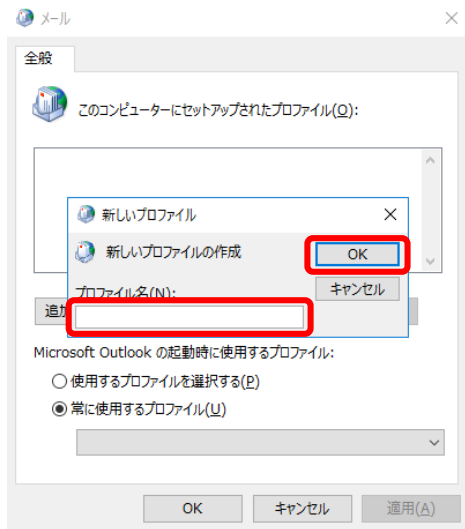 メール
全般
このコンピューターにセットアップされたプロファイル(O):
新しいプロファイル
新しいプロファイルの作成
OK
キャンセル
プロファイル名(N):
追加
Microsoft Outlook の起動時に使用するプロファイル:
使用するプロファイルを選択する(P)
常に使用するプロファイル(U)
OK キャンセル 適用(A)